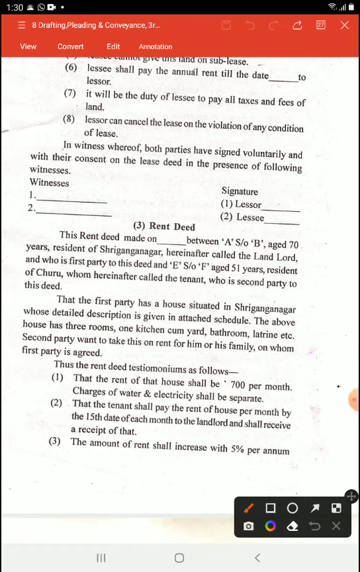 1:30
8 Drafting,Pleading & Conveyance, 3r...
View Convert Edit Annotation
lessee cannot give this land on sub-lease.
(6) lessee shall pay the annual rent till the date______to
lessor.
(7) it will be the duty of lessee to pay all taxes and fees of
land.
(8) lessor can cancel the lease on the violation of any condition
of lease.
In witness whereof, both parties have signed voluntarily and
with their consent on the lease deed in the presence of following
witnesses.
Witnesses Signature
1.______________ (1) Lessor_______
2.______________ (2) Lessee_______
(3) Rent Deed
This Rent deed made on______between 'A' S/o 'B', aged 70
years, resident of Shriganganagar, hereinafter called the Land Lord,
and who is first party to this deed and 'E' S/o 'F' aged 51 years, resident
of Churu, whom hereinafter called the tenant, who is second party to
this deed.
That the first party has a house situated in Shriganganagar
whose detailed description is given in attached schedule. The above
house has three rooms, one kitchen cum yard, bathroom, latrine etc.
Second party want to take this on rent for him or his family, on whom
first party is agreed.
Thus the rent deed testiomoniums as follows—
(1) That the rent of that house shall be ` 700 per month.
Charges of water & electricity shall be separate.
(2) That the tenant shall pay the rent of house per month by
the 15th date of each month to the landlord and shall receive
a receipt of that.
(3) The amount of rent shall increase with 5% per annum